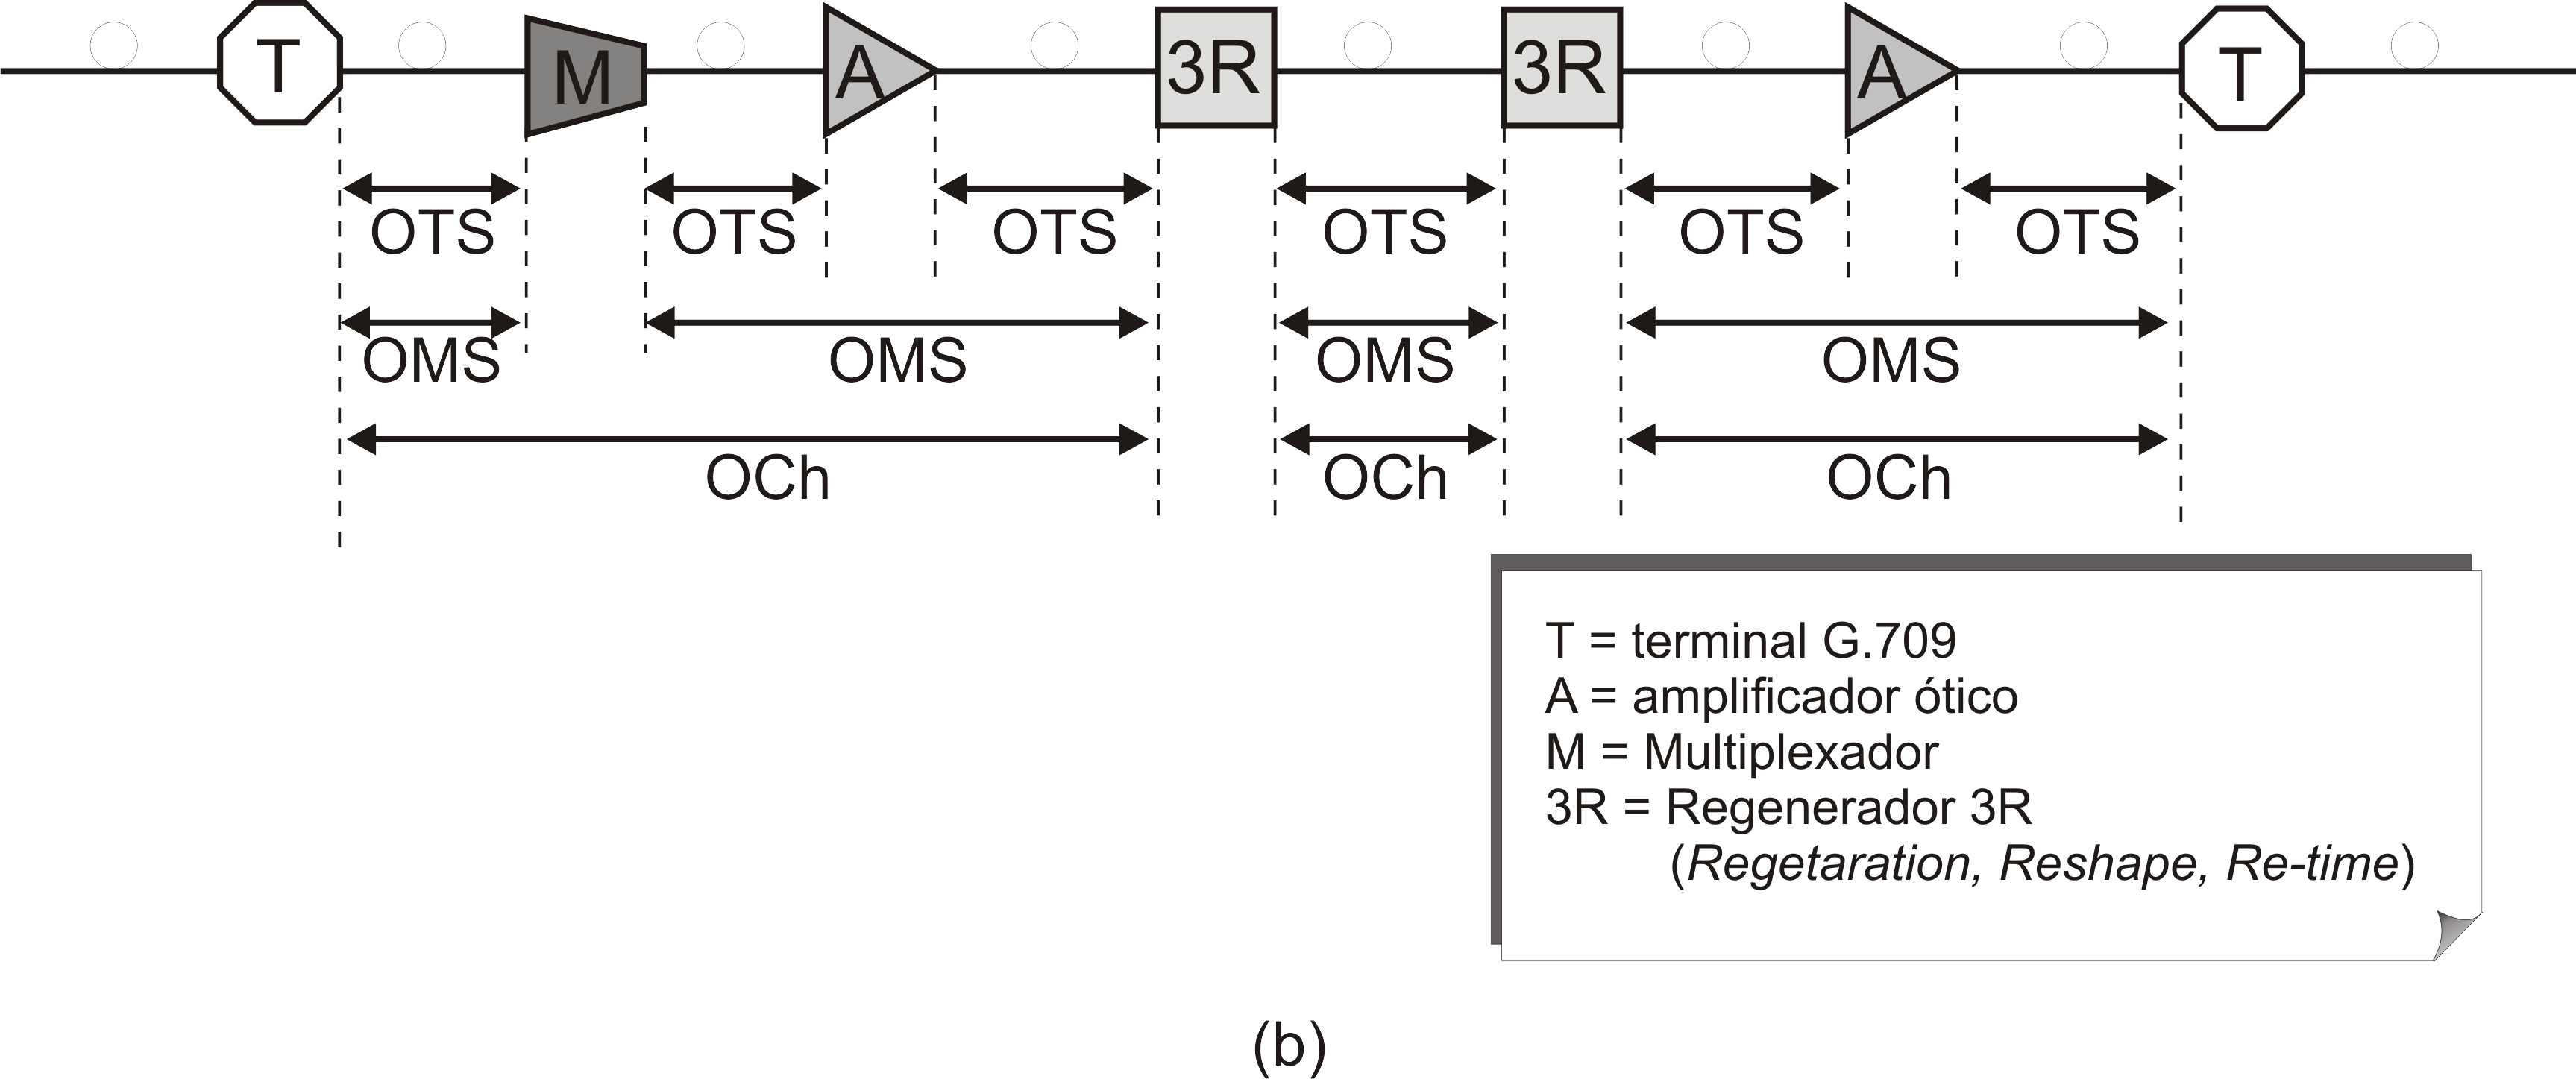 T M A 3R 3R A T
OTS OTS OTS OTS OTS OTS
OMS OMS OMS OMS
OCh OCh OCh
T = terminal G.709
A = amplificador ótico
M = Multiplexador
3R = Regenerador 3R
(Regetaration, Reshape, Re-time)
(b)